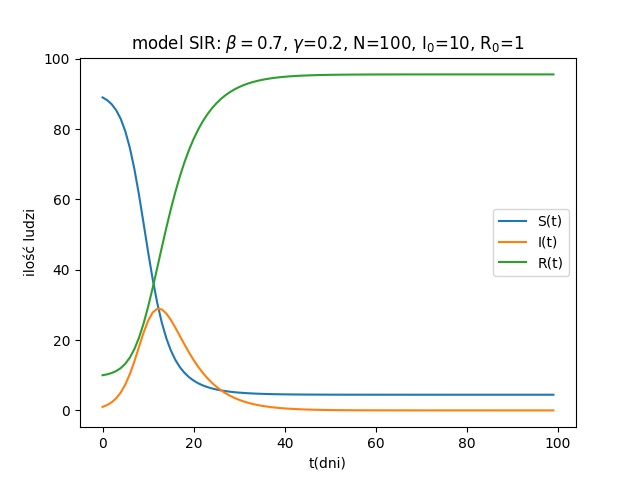 model SIR: β = 0.7, γ=0.2, N=100, I₀=10, R₀=1
100
80
60
40
20
0
ilość ludzi
S(t)
I(t)
R(t)
0 20 40 60 80 100
t(dni)